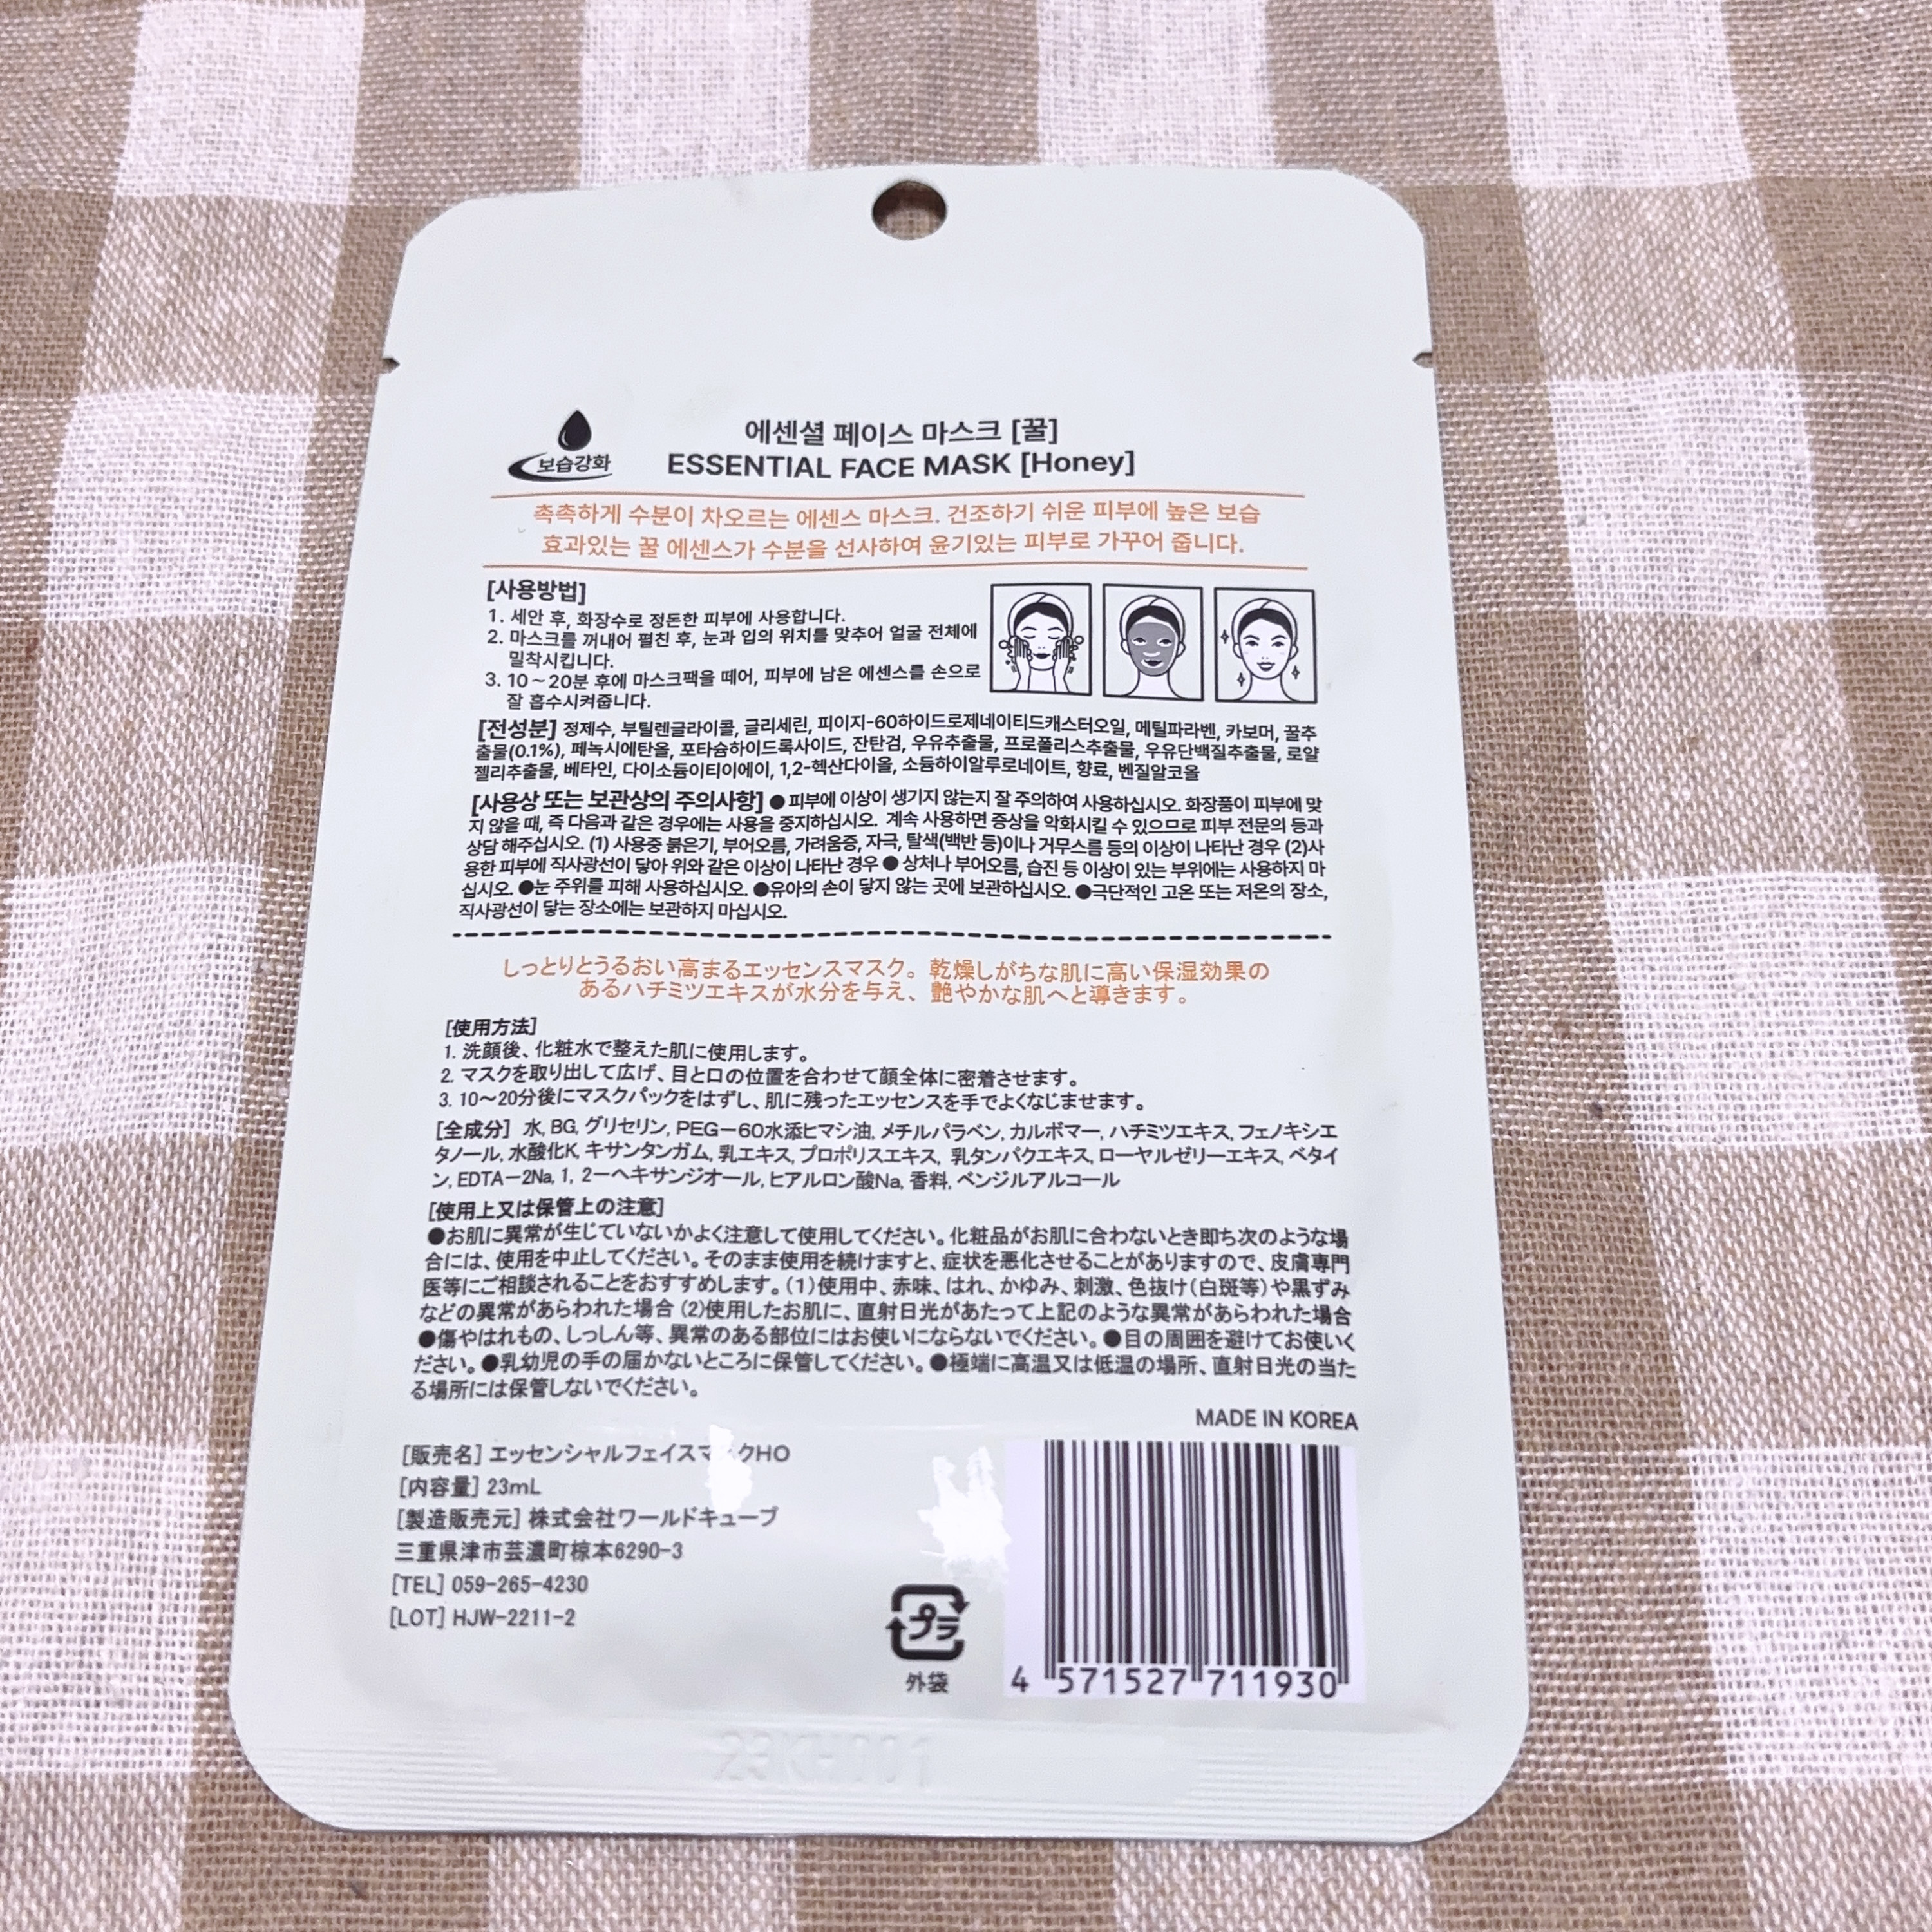 보습강화
에센셜 페이스 마스크 [꿀]
ESSENTIAL FACE MASK [Honey]
촉촉하게 수분이 차오르는 에센스 마스크. 건조하기 쉬운 피부에 높은 보습
효과있는 꿀 에센스가 수분을 선사하여 윤기있는 피부로 가꾸어 줍니다.
[사용방법]
1. 세안 후, 화장수로 정돈한 피부에 사용합니다.
2. 마스크를 꺼내어 펼친 후, 눈과 입의 위치를 맞추어 얼굴 전체에
밀착시킵니다.
3. 10~20분 후에 마스크팩을 떼어, 피부에 남은 에센스를 손으로
잘 흡수시켜줍니다.
[전성분] 정제수, 부틸렌글라이콜, 글리세린, 피이지-60하이드로제네이티드캐스터오일, 메틸파라벤, 카보머, 꿀추
출물(0.1%), 페녹시에탄올, 포타슘하이드록사이드, 잔탄검, 우유추출물, 프로폴리스추출물, 우유단백질추출물, 로얄
젤리추출물, 베타인, 다이소듐이티이에이, 1,2-헥산다이올, 소듐하이알루로네이트, 향료, 벤질알코올
[사용상 또는 보관상의 주의사항] ● 피부에 이상이 생기지 않는지 잘 주의하여 사용하십시오. 화장품이 피부에 맞
지 않을 때, 즉 다음과 같은 경우에는 사용을 중지하십시오. 계속 사용하면 증상을 악화시킬 수 있으므로 피부 전문의 등과
상담 해주십시오. (1) 사용중 붉은기, 부어오름, 가려움증, 자극, 탈색(백반 등)이나 거무스름 등의 이상이 나타난 경우 (2)사
용한 피부에 직사광선이 닿아 위와 같은 이상이 나타난 경우 ● 상처나 부어오름, 습진 등 이상이 있는 부위에는 사용하지 마
십시오. ●눈 주위를 피해 사용하십시오. ●유아의 손이 닿지 않는 곳에 보관하십시오. ●극단적인 고온 또는 저온의 장소,
직사광선이 닿는 장소에는 보관하지 마십시오.
しっとりとうるおい高まるエッセンスマスク。乾燥しがちな肌に高い保湿効果の
あるハチミツエキスが水分を与え、艶やかな肌へと導きます。
[使用方法]
1. 洗顔後、化粧水で整えた肌に使用します。
2. マスクを取り出して広げ、目と口の位置を合わせて顔全体に密着させます。
3. 10〜20分後にマスクパックをはずし、肌に残ったエッセンスを手でよくなじませます。
[全成分] 水, BG, グリセリン, PEG−60水添ヒマシ油, メチルパラベン, カルボマー, ハチミツエキス, フェノキシエ
タノール, 水酸化K, キサンタンガム, 乳エキス, プロポリスエキス, 乳タンパクエキス, ローヤルゼリーエキス, ベタイ
ン, EDTA−2Na, 1, 2−ヘキサンジオール, ヒアルロン酸Na, 香料, ベンジルアルコール
[使用上又は保管上の注意]
●お肌に異常が生じていないかよく注意して使用してください。化粧品がお肌に合わないとき即ち次のような場
合には、使用を中止してください。そのまま使用を続けますと、症状を悪化させることがありますので、皮膚専門
医等にご相談されることをおすすめします。(1)使用中、赤味、はれ、かゆみ、刺激、色抜け(白斑等)や黒ずみ
などの異常があらわれた場合 (2)使用したお肌に、直射日光があたって上記のような異常があらわれた場合
●傷やはれもの、しっしん等、異常のある部位にはお使いにならないでください。●目の周囲を避けてお使いく
ださい。●乳幼児の手の届かないところに保管してください。●極端に高温又は低温の場所、直射日光の当た
る場所には保管しないでください。
MADE IN KOREA
[販売名] エッセンシャルフェイスマスクHO
[内容量] 23mL
[製造販売元] 株式会社ワールドキューブ
三重県津市芸濃町椋本6290-3
[TEL] 059-265-4230
[LOT] HJW-2211-2
プラ
外袋
4 571527 711930